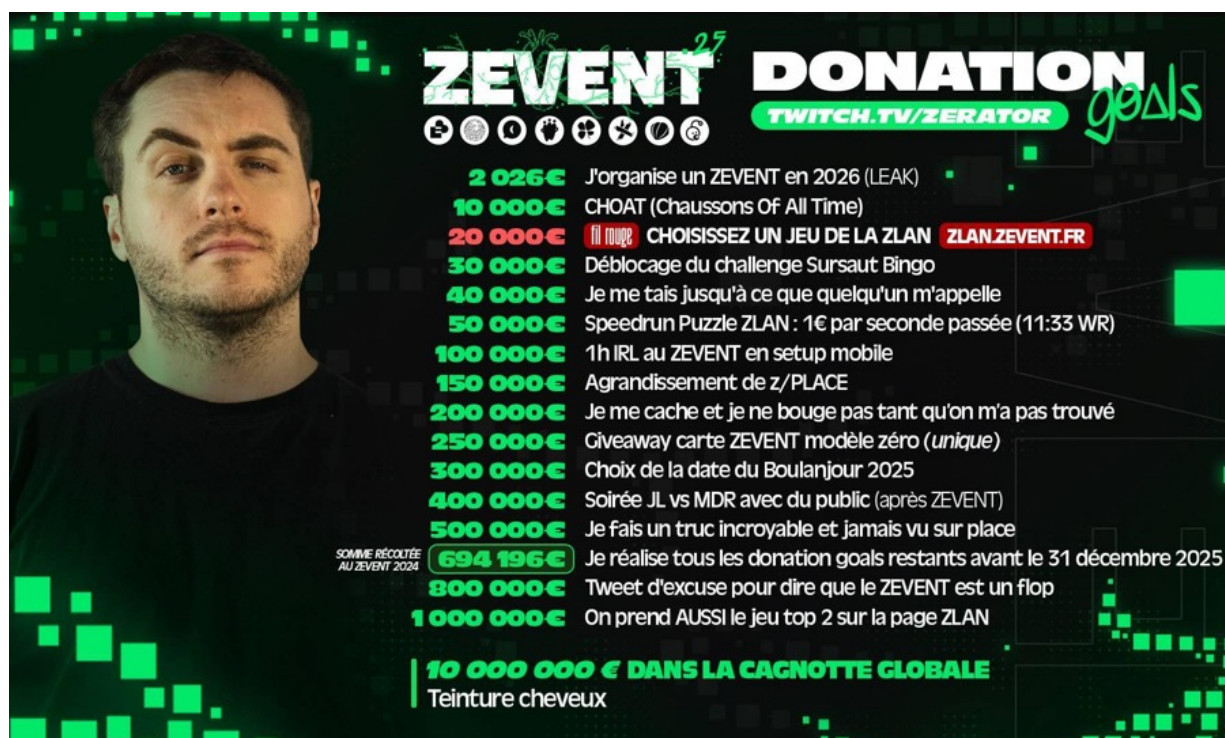 ZEVENT '25
DONATION goals
TWITCH.TV/ZERATOR
2 026€ J'organise un ZEVENT en 2026 (LEAK)
10 000€ CHOAT (Chaussons Of All Time)
20 000€ fil rouge CHOISISSEZ UN JEU DE LA ZLAN ZLAN.ZEVENT.FR
30 000€ Déblocage du challenge Sursaut Bingo
40 000€ Je me tais jusqu'à ce que quelqu'un m'appelle
50 000€ Speedrun Puzzle ZLAN : 1€ par seconde passée (11:33 WR)
100 000€ 1h IRL au ZEVENT en setup mobile
150 000€ Agrandissement de z/PLACE
200 000€ Je me cache et je ne bouge pas tant qu'on m'a pas trouvé
250 000€ Giveaway carte ZEVENT modèle zéro (unique)
300 000€ Choix de la date du Boulanjour 2025
400 000€ Soirée JL vs MDR avec du public (après ZEVENT)
500 000€ Je fais un truc incroyable et jamais vu sur place
SOMME RÉCOLTÉE
AU ZEVENT 2024
694 196€ Je réalise tous les donation goals restants avant le 31 décembre 2025
800 000€ Tweet d'excuse pour dire que le ZEVENT est un flop
1 000 000€ On prend AUSSI le jeu top 2 sur la page ZLAN
10 000 000 € DANS LA CAGNOTTE GLOBALE
Teinture cheveux